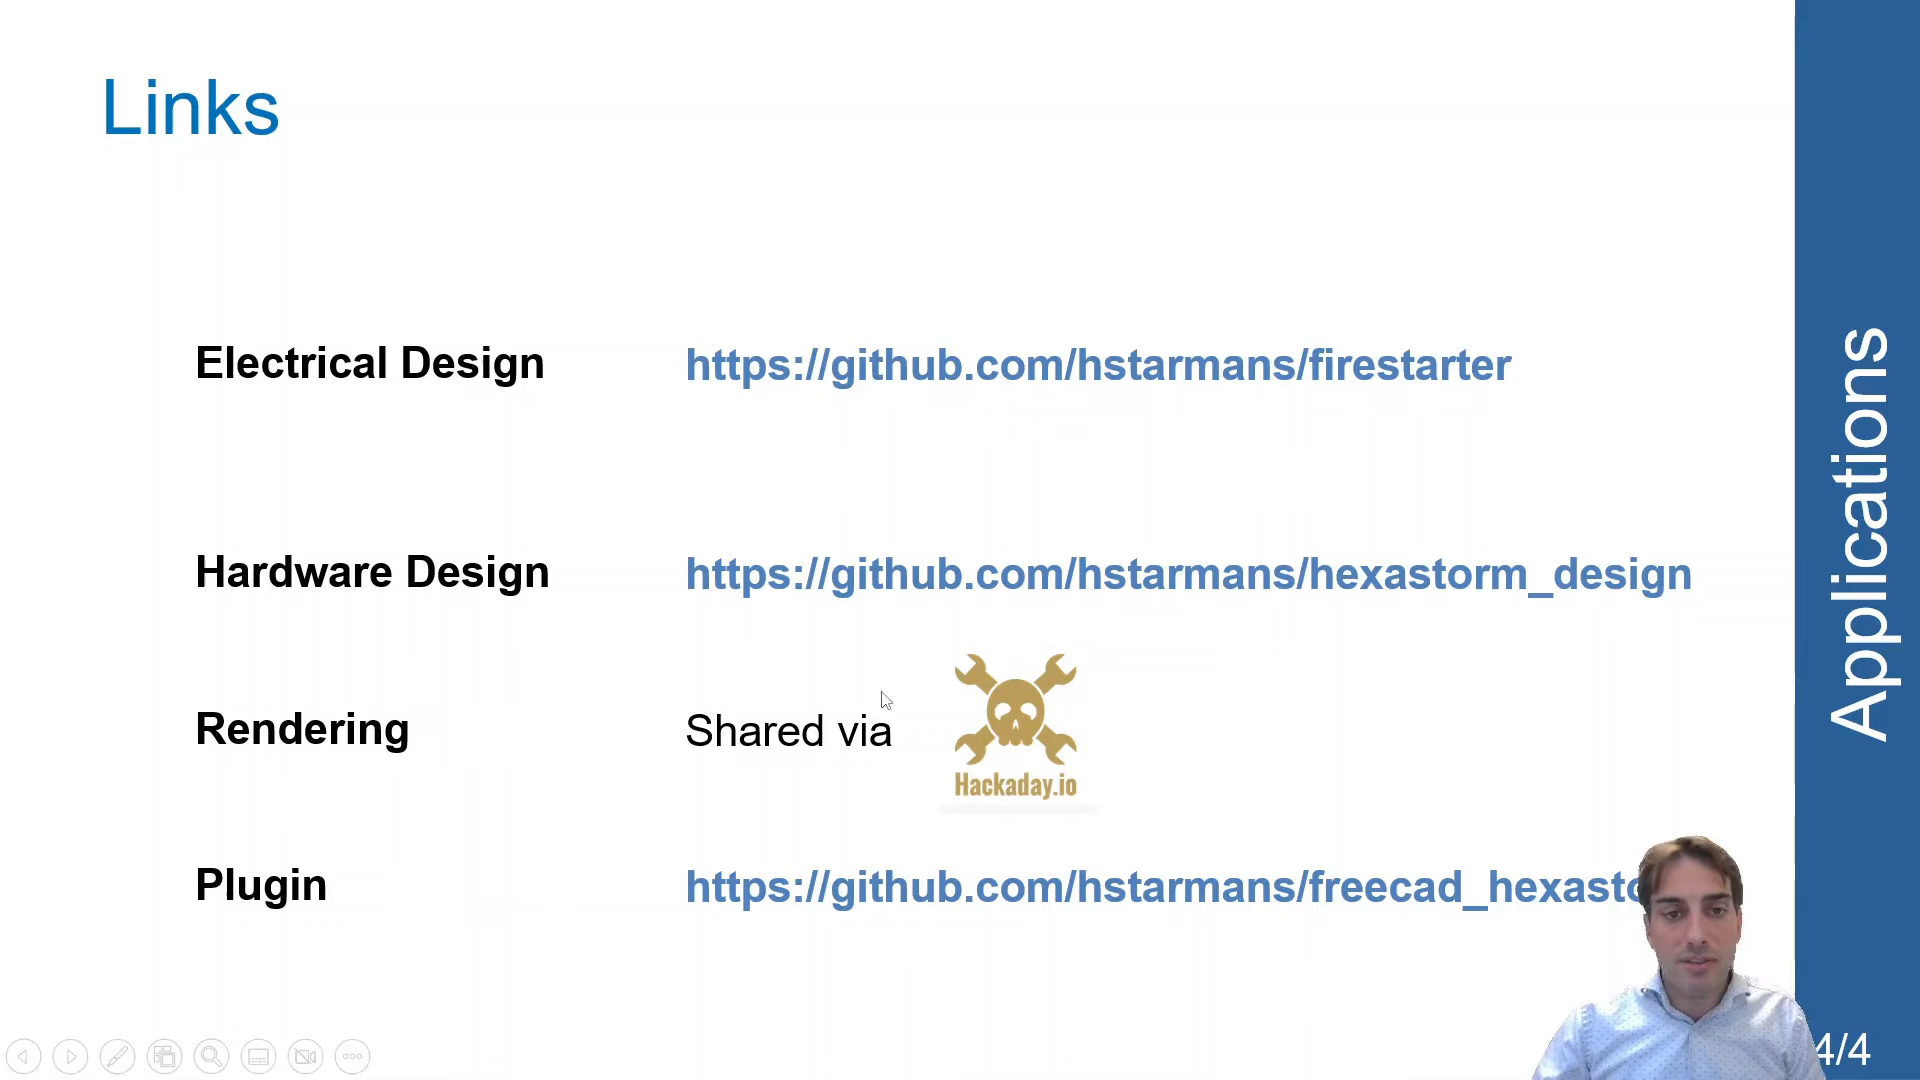 Links
Electrical Design https://github.com/hstarmans/firestarter
Hardware Design https://github.com/hstarmans/hexastorm_design
Rendering Shared via
Hackaday.io
Plugin https://github.com/hstarmans/freecad_hexasto
Applications
4/4